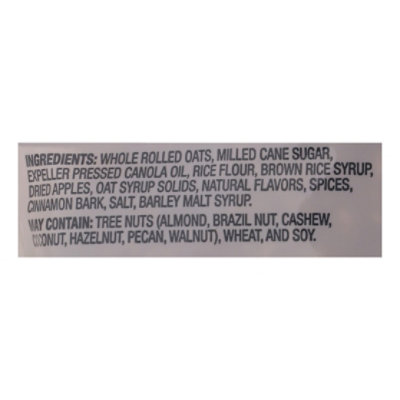 INGREDIENTS: WHOLE ROLLED OATS, MILLED CANE SUGAR,
EXPELLER PRESSED CANOLA OIL, RICE FLOUR, BROWN RICE SYRUP,
DRIED APPLES, OAT SYRUP SOLIDS, NATURAL FLAVORS, SPICES,
CINNAMON BARK, SALT, BARLEY MALT SYRUP.
MAY CONTAIN: TREE NUTS (ALMOND, BRAZIL NUT, CASHEW,
COCONUT, HAZELNUT, PECAN, WALNUT), WHEAT, AND SOY.